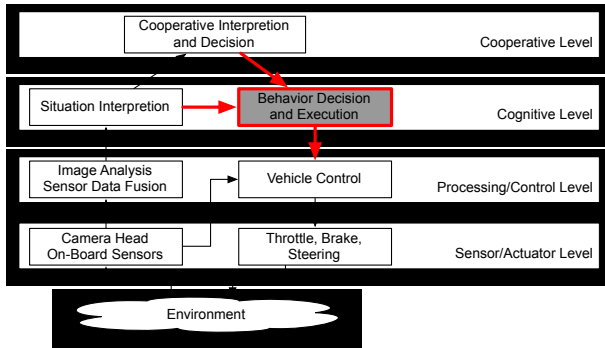 Cooperative Interpretion
and Decision
Cooperative Level
Situation Interpretion
Behavior Decision
and Execution
Cognitive Level
Image Analysis
Sensor Data Fusion
Vehicle Control
Processing/Control Level
Camera Head
On-Board Sensors
Throttle, Brake,
Steering
Sensor/Actuator Level
Environment